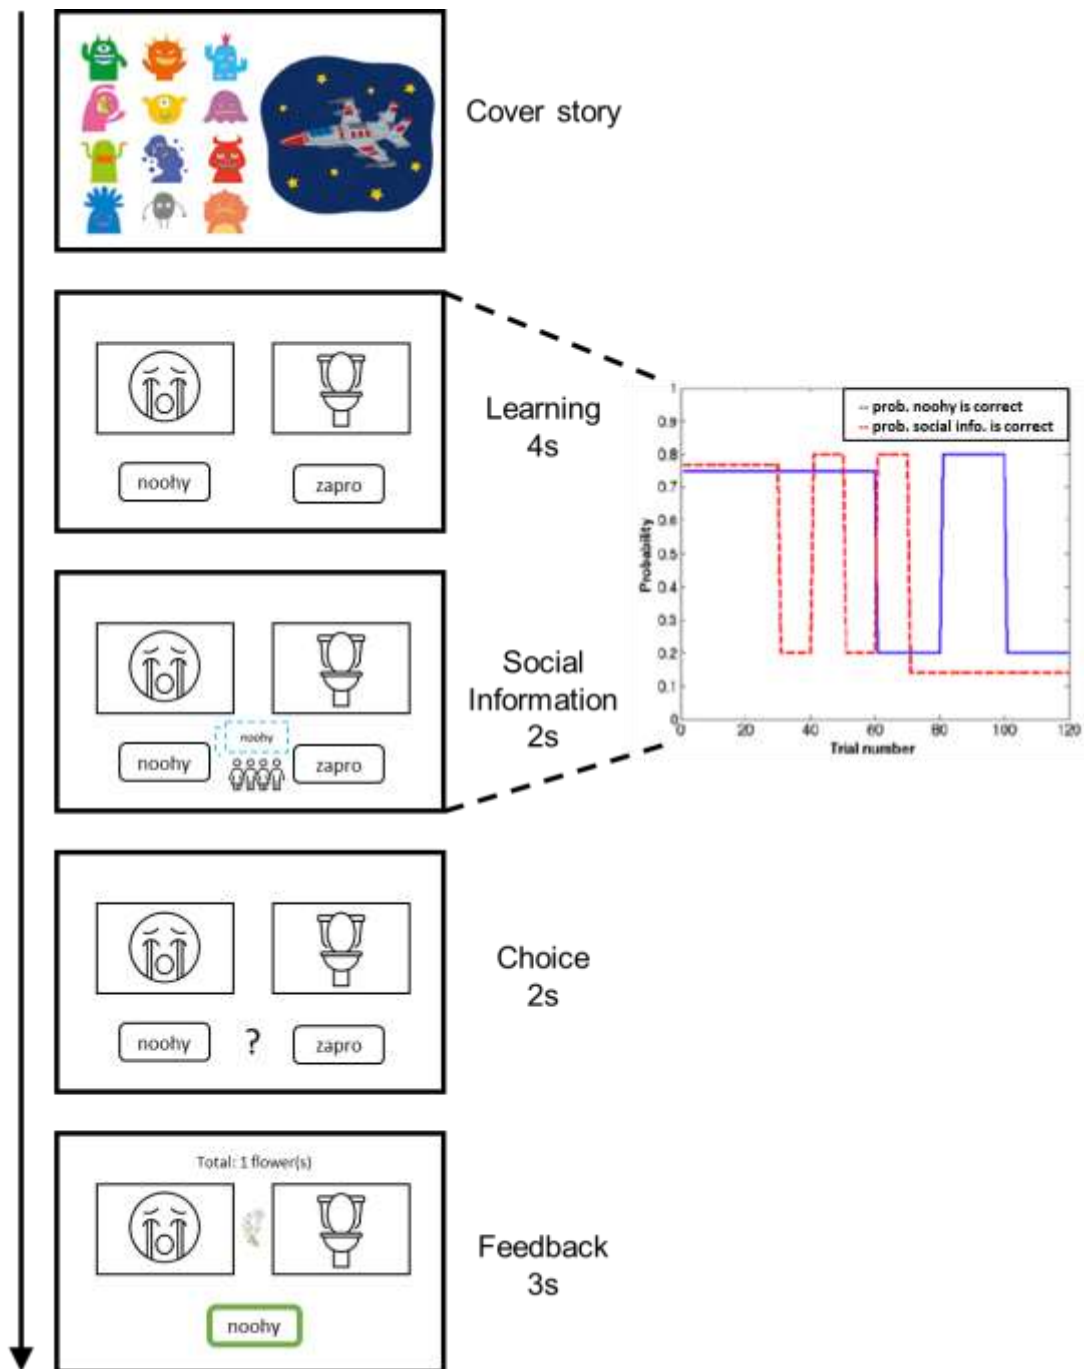 Cover story
Learning
4s
noohy
zapro
Social
Information
2s
noohy
noohy
zapro
1
0.9
0.8
0.7
0.6
0.5
0.4
0.3
0.2
0.1
0
Probability
-- prob. noohy is correct
-- prob. social info. is correct
0
20
40
60
80
100
120
Trial number
Choice
2s
noohy
?
zapro
Total: 1 flower(s)
Feedback
3s
noohy